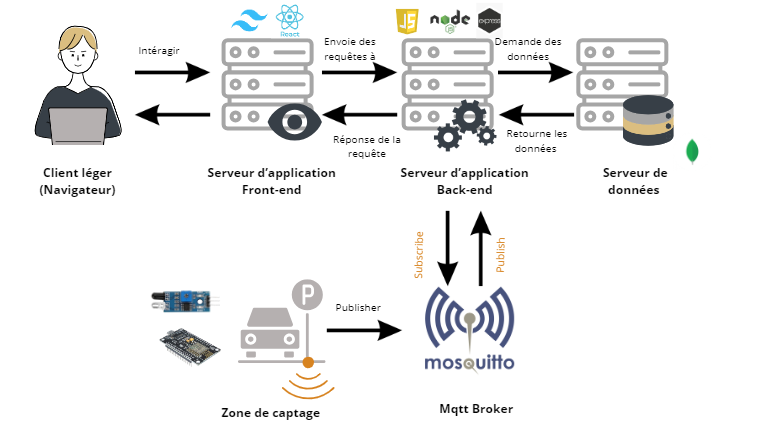 JS
node
JS
express
React
Intéragir
Envoie des
requêtes à
Demande des
données
Réponse de la
requête
Retourne les
données
Client léger
(Navigateur)
Serveur d’application
Front-end
Serveur d’application
Back-end
Serveur de
données
Subscribe
Publish
P
Publisher
mosquitto
Zone de captage
Mqtt Broker